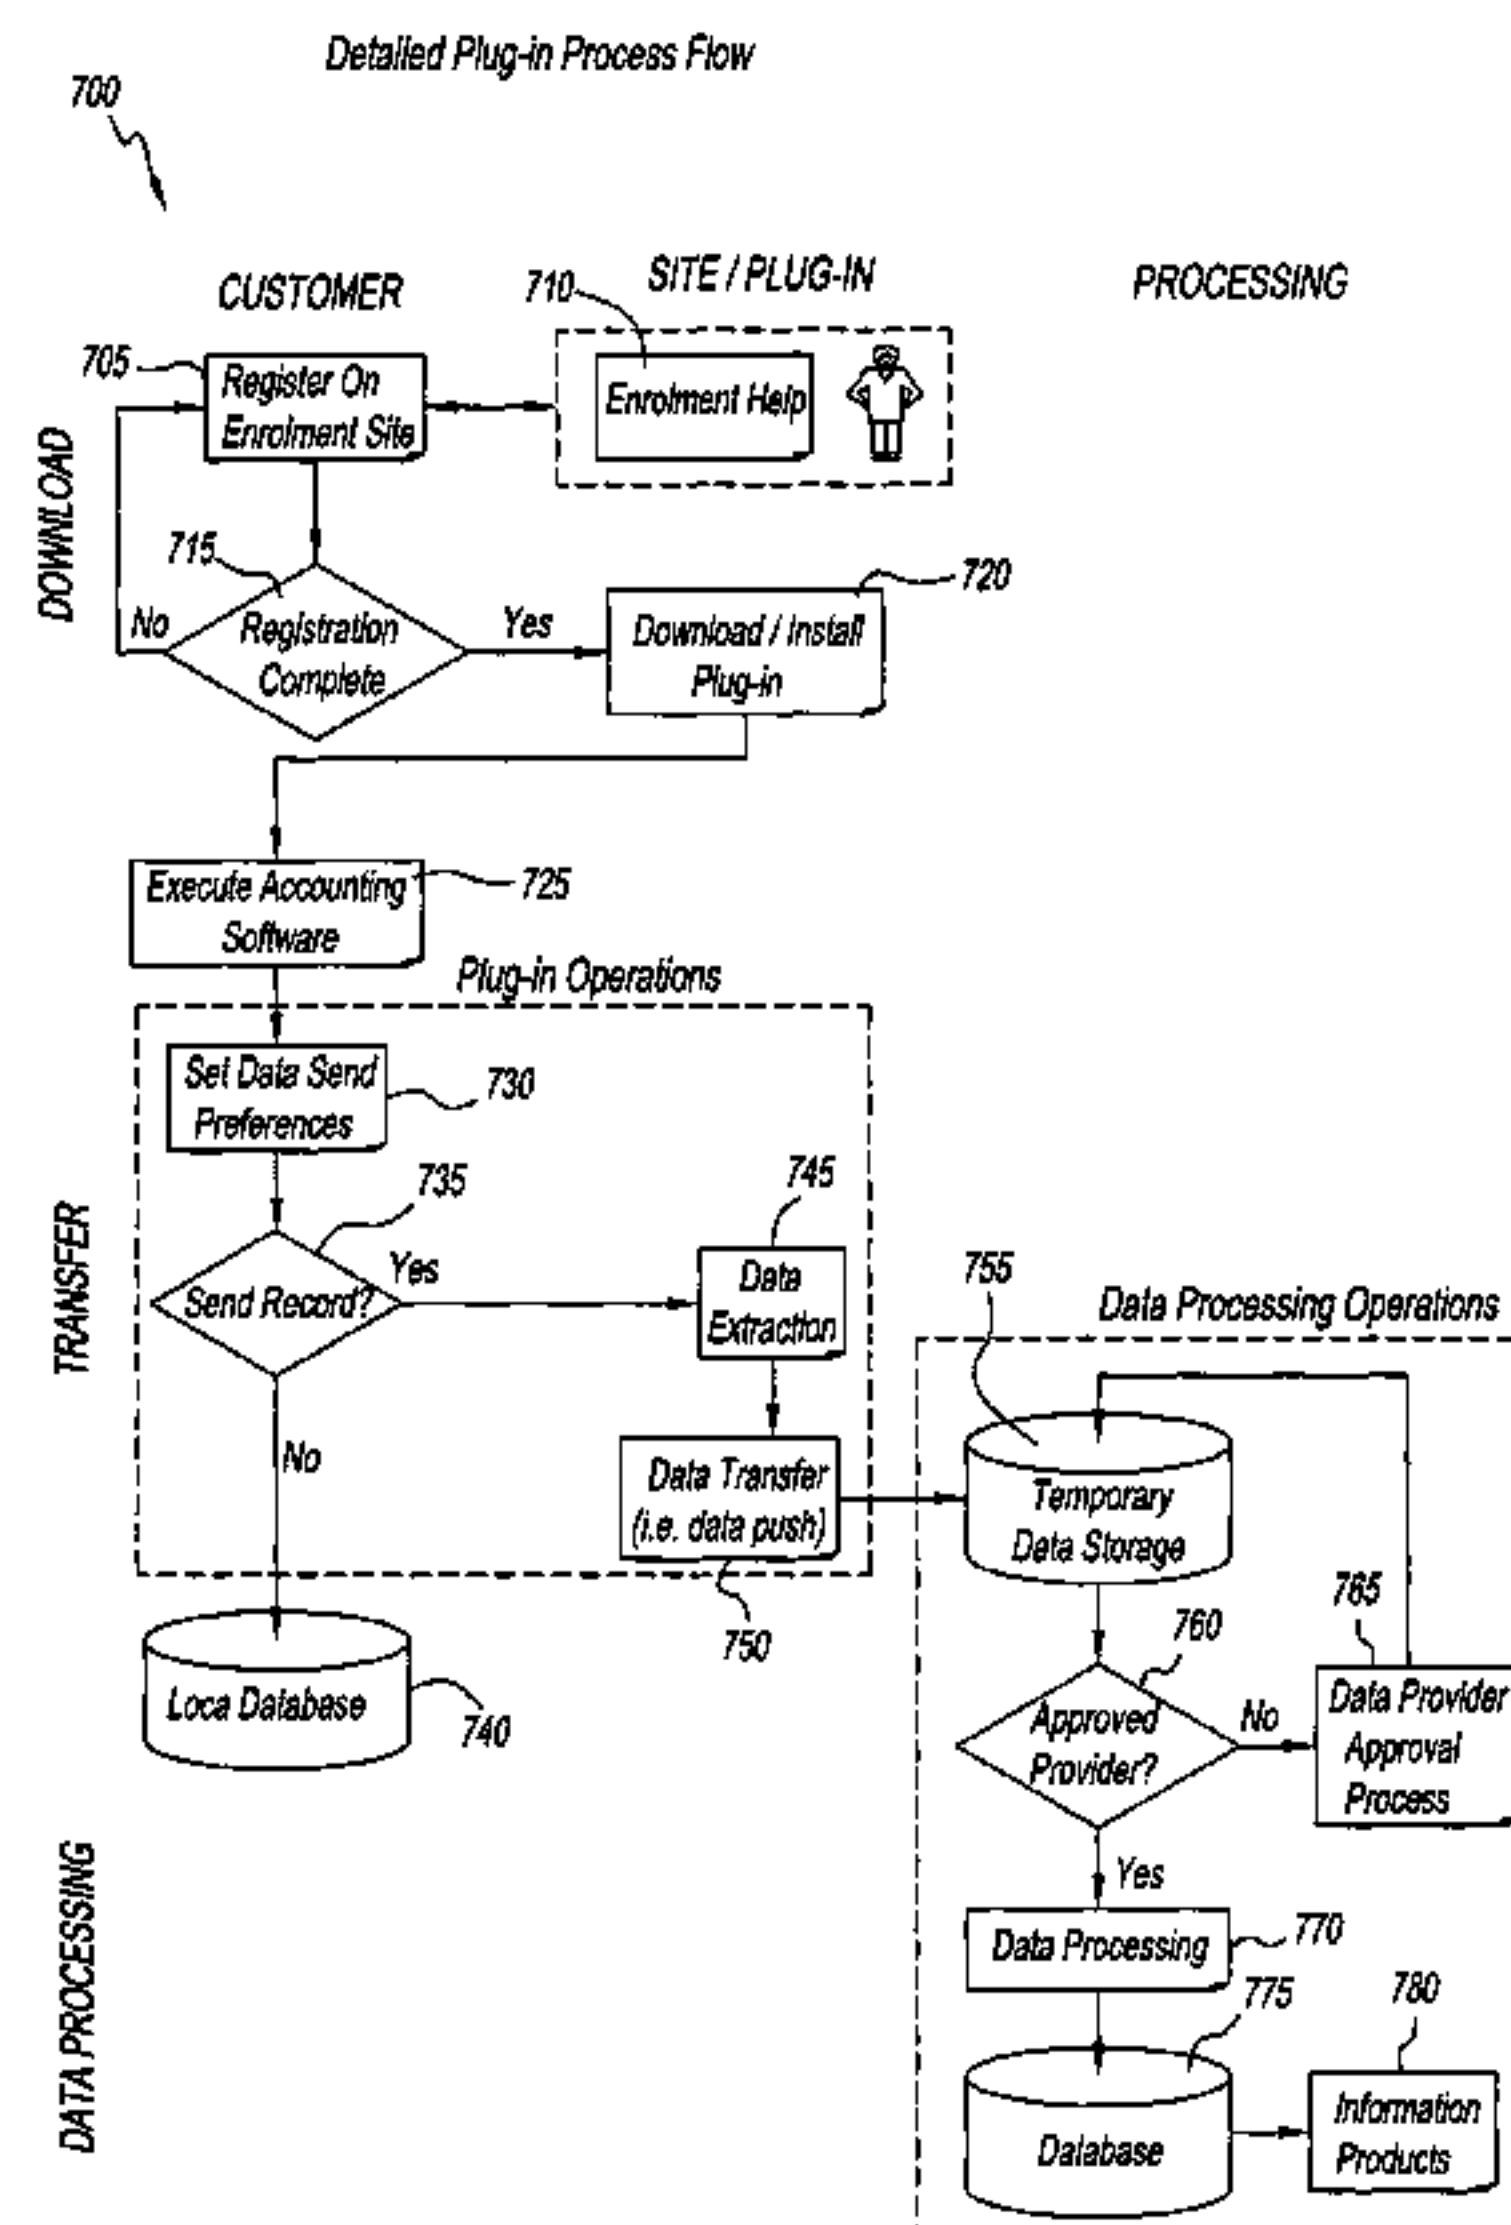 Detailed Plug-in Process Flow
700
CUSTOMER
SITE / PLUG-IN
PROCESSING
710
705
Register On
Enrolment Site
Enrolment Help
DOWNLOAD
715
720
No
Registration
Complete
Yes
Download / Install
Plug-in
Execute Accounting
Software
725
Plug-in Operations
Set Data Send
Preferences
730
735
745
TRANSFER
Send Record?
Yes
Data
Extraction
755
Data Processing Operations
No
Data Transfer
(i.e. data push)
Temporary
Data Storage
750
760
765
Loca Database
740
Approved
Provider?
No
Data Provider
Approval
Process
Yes
DATA PROCESSING
Data Processing
770
775
780
Database
Information
Products